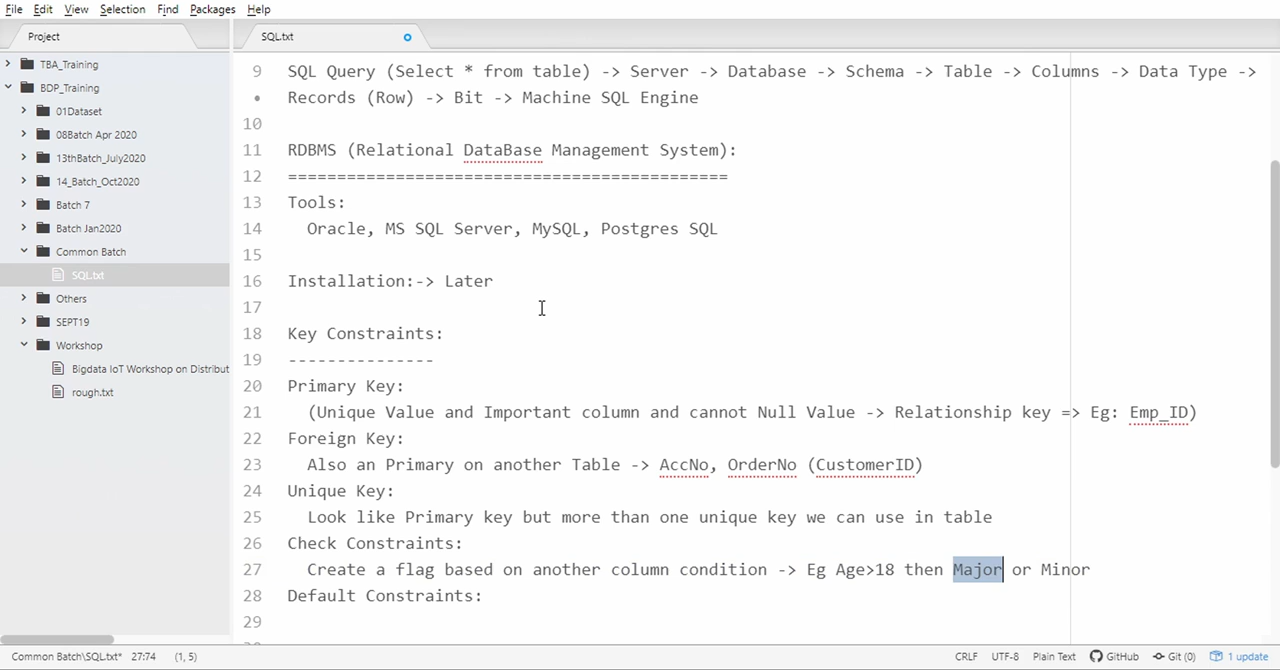 File Edit View Selection Find Packages Help
Project
SQL.txt
TBA_Training
BDP_Training
01Dataset
08Batch Apr 2020
13thBatch_July2020
14_Batch_Oct2020
Batch 7
Batch Jan2020
Common Batch
SQL.txt
Others
SEPT19
Workshop
Bigdata IoT Workshop on Distribut
rough.txt
9 SQL Query (Select * from table) -> Server -> Database -> Schema -> Table -> Columns -> Data Type ->
• Records (Row) -> Bit -> Machine SQL Engine
10
11 RDBMS (Relational DataBase Management System):
12 =============================================
13 Tools:
14 Oracle, MS SQL Server, MySQL, Postgres SQL
15
16 Installation:-> Later
17
18 Key Constraints:
19 ---------------
20 Primary Key:
21 (Unique Value and Important column and cannot Null Value -> Relationship key => Eg: Emp_ID)
22 Foreign Key:
23 Also an Primary on another Table -> AccNo, OrderNo (CustomerID)
24 Unique Key:
25 Look like Primary key but more than one unique key we can use in table
26 Check Constraints:
27 Create a flag based on another column condition -> Eg Age>18 then Major or Minor
28 Default Constraints:
29
Common Batch\SQL.txt* 27:74 (1, 5) CRLF UTF-8 Plain Text GitHub Git (0) 1 update